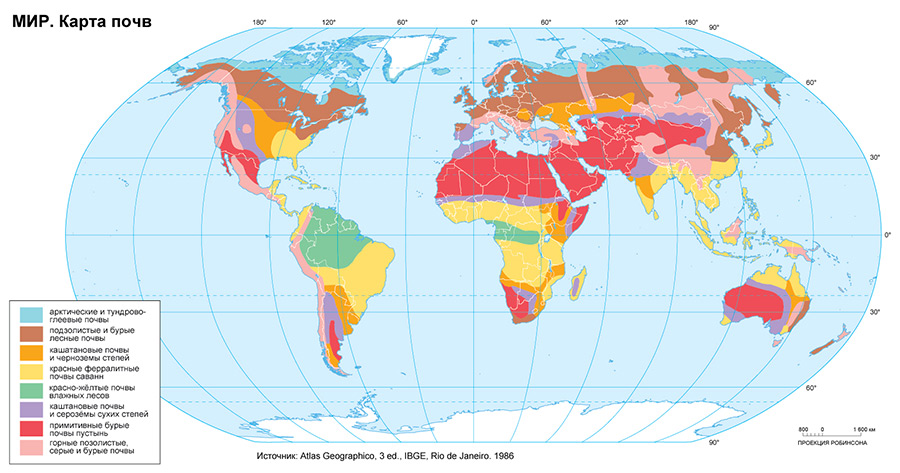 МИР. Карта почв
180° 120° 60° 0° 60° 120° 180° 90°
60°
30°
0°
30°
60°
90°
арктические и тундрово-
глеевые почвы
подзолистые и бурые
лесные почвы
кашатановые почвы
и черноземы степей
красные ферралитные
почвы саванн
красно-жёлтые почвы
влажных лесов
каштановые почвы
и серозёмы сухих степей
примитивные бурые
почвы пустынь
горные позолистые,
серые и бурые почвы
800 0 1 600 км
ПРОЕКЦИЯ РОБИНСОНА
Источник: Atlas Geographico, 3 ed., IBGE, Rio de Janeiro. 1986